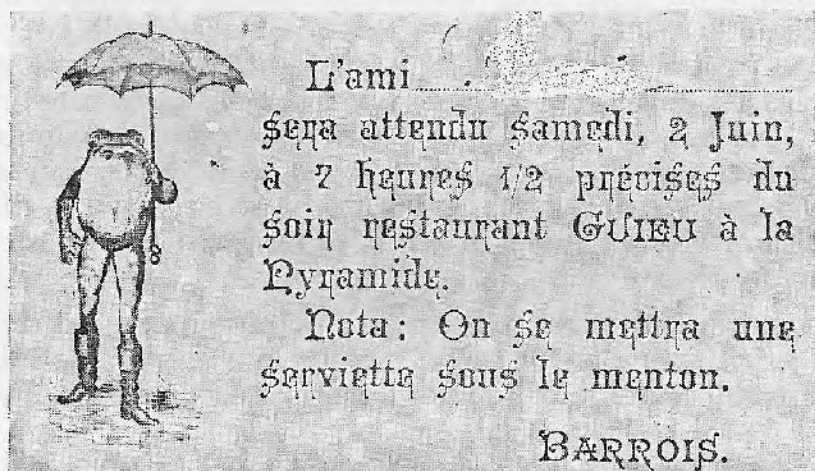 L'ami
sera attendu samedi, 2 Juin,
à 7 heures 1/2 précises du
soir restaurant GUIEU à la
Pyramide.
Nota : On se mettra une
serviette sous le menton.
BARROIS.